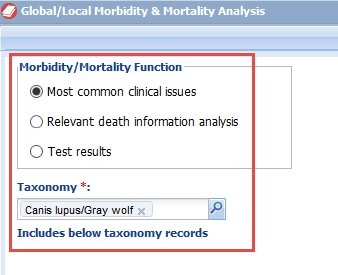 Global/Local Morbidity & Mortality Analysis
Morbidity/Mortality Function
Most common clinical issues
Relevant death information analysis
Test results
Taxonomy *:
Canis lupus/Gray wolf
Includes below taxonomy records